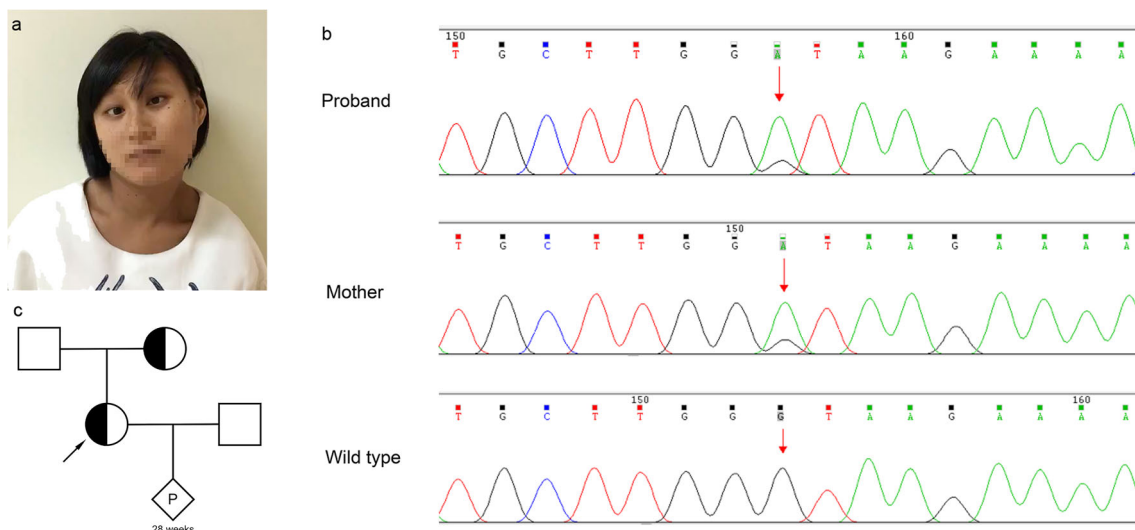 a
b
150
160
T G C T T G G A T A A G A A A A
Proband
150
T G C T T G G A T A A G A A A A
Mother
c
150
160
T G C T T G G G T A A G A A A A
Wild type
P
28 weeks